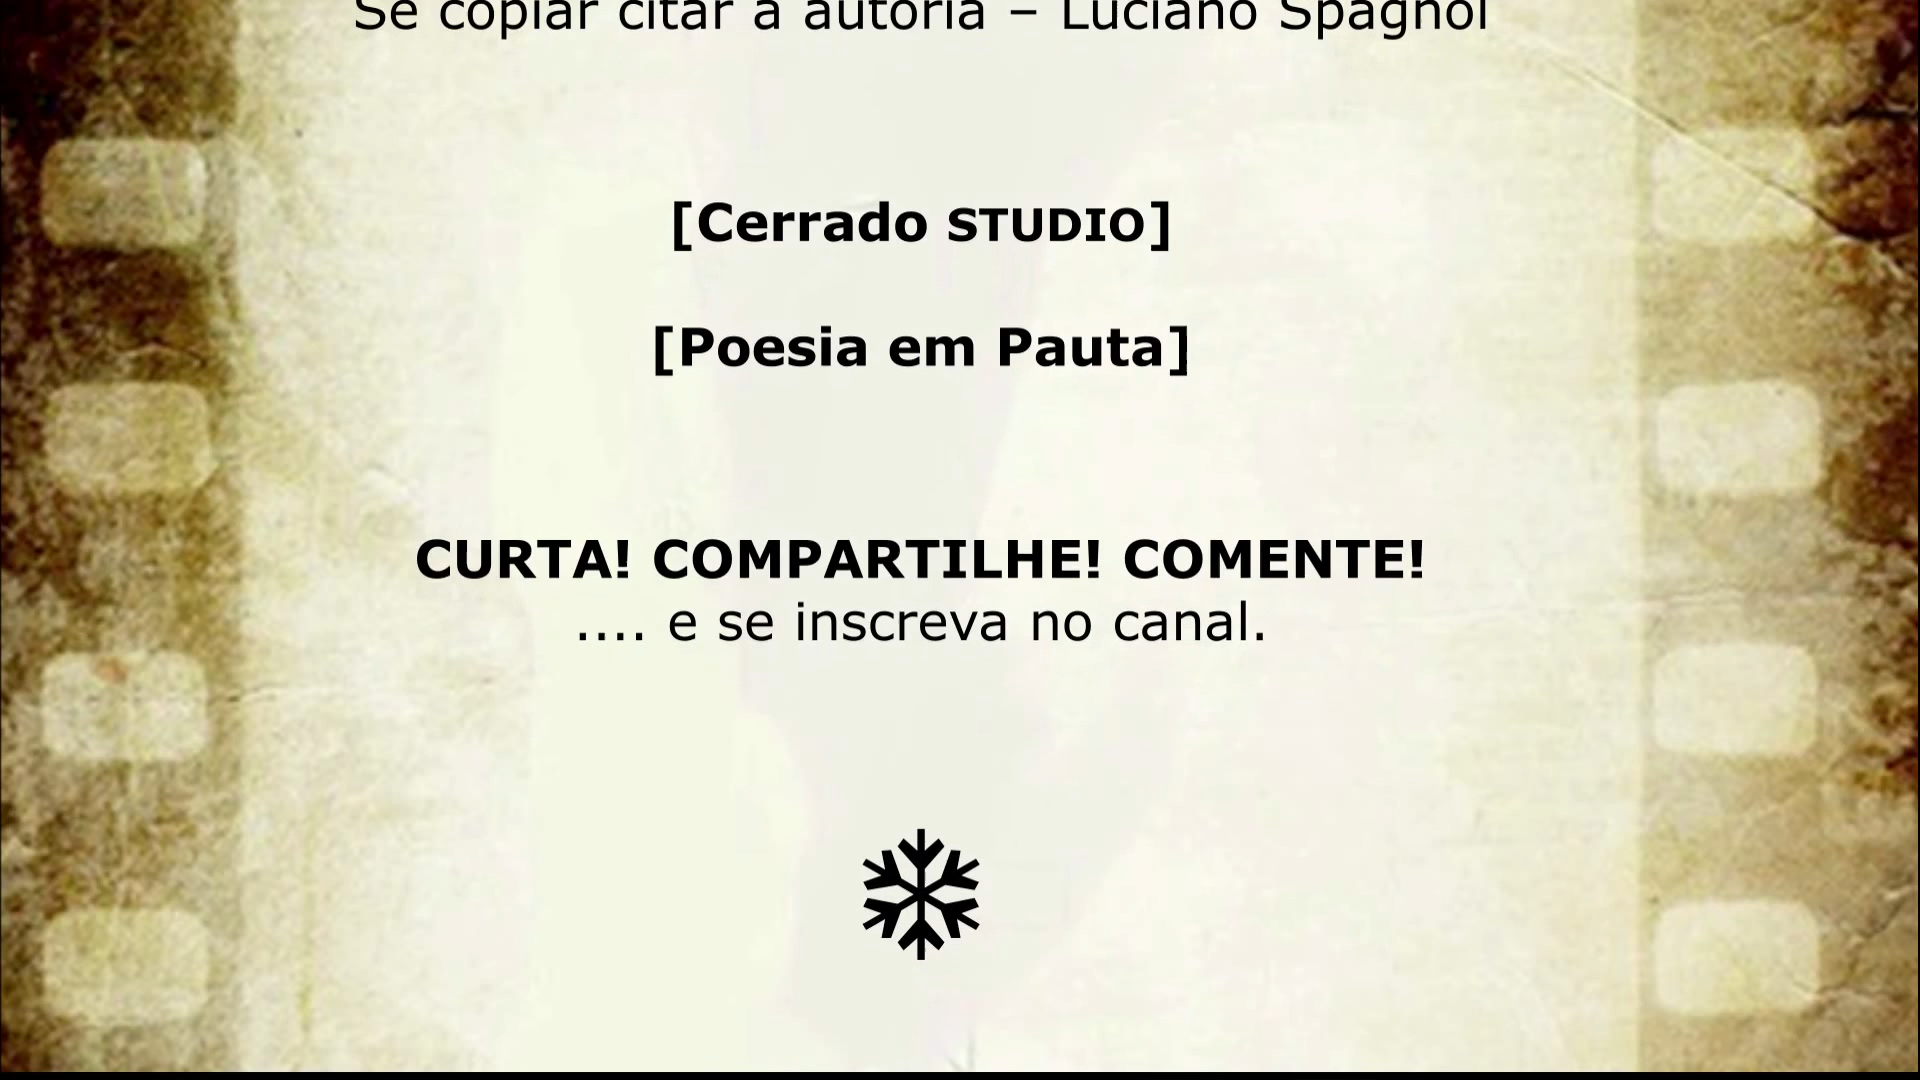 Se copiar citar a autoria – Luciano Spagnol
[Cerrado STUDIO]
[Poesia em Pauta]
CURTA! COMPARTILHE! COMENTE!
.... e se inscreva no canal.